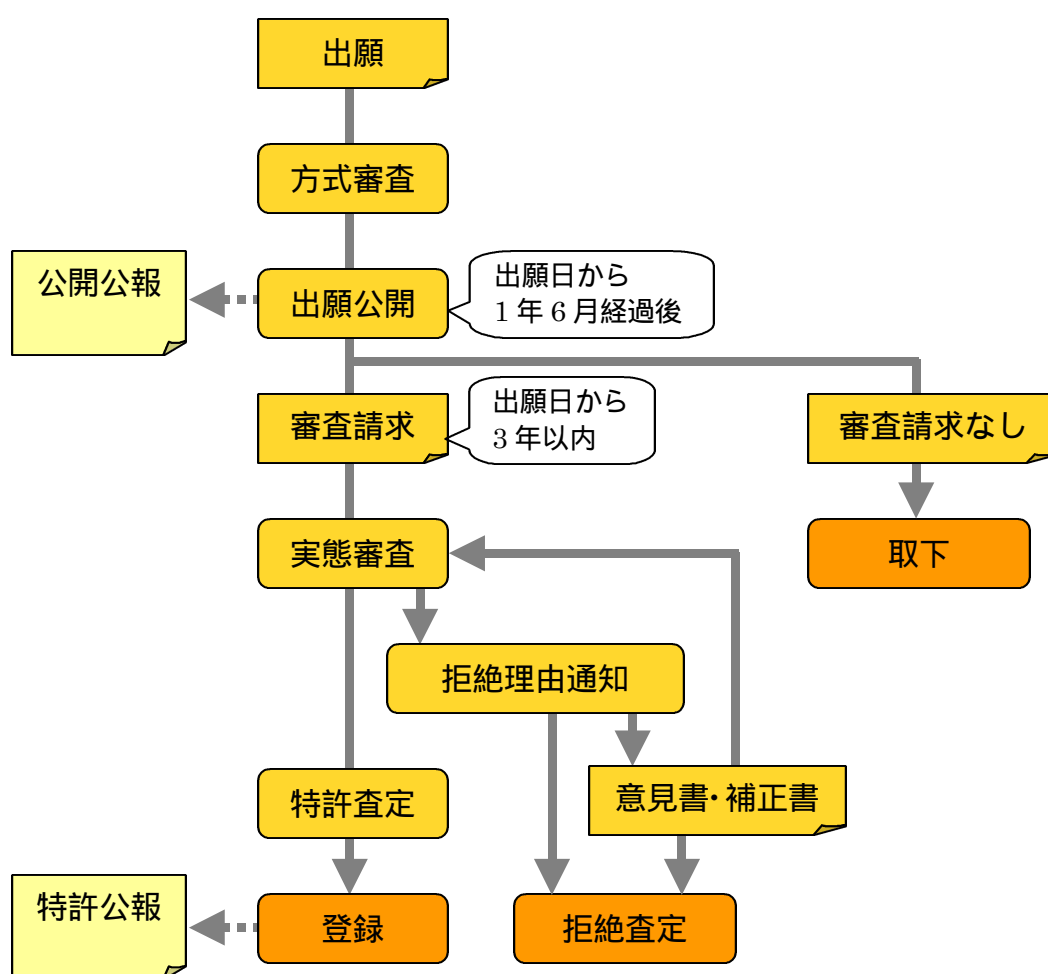 出願
方式審査
公開公報
出願公開
出願日から
1年6月経過後
審査請求
出願日から
3年以内
審査請求なし
実態審査
取下
拒絶理由通知
特許査定
意見書・補正書
特許公報
登録
拒絶査定